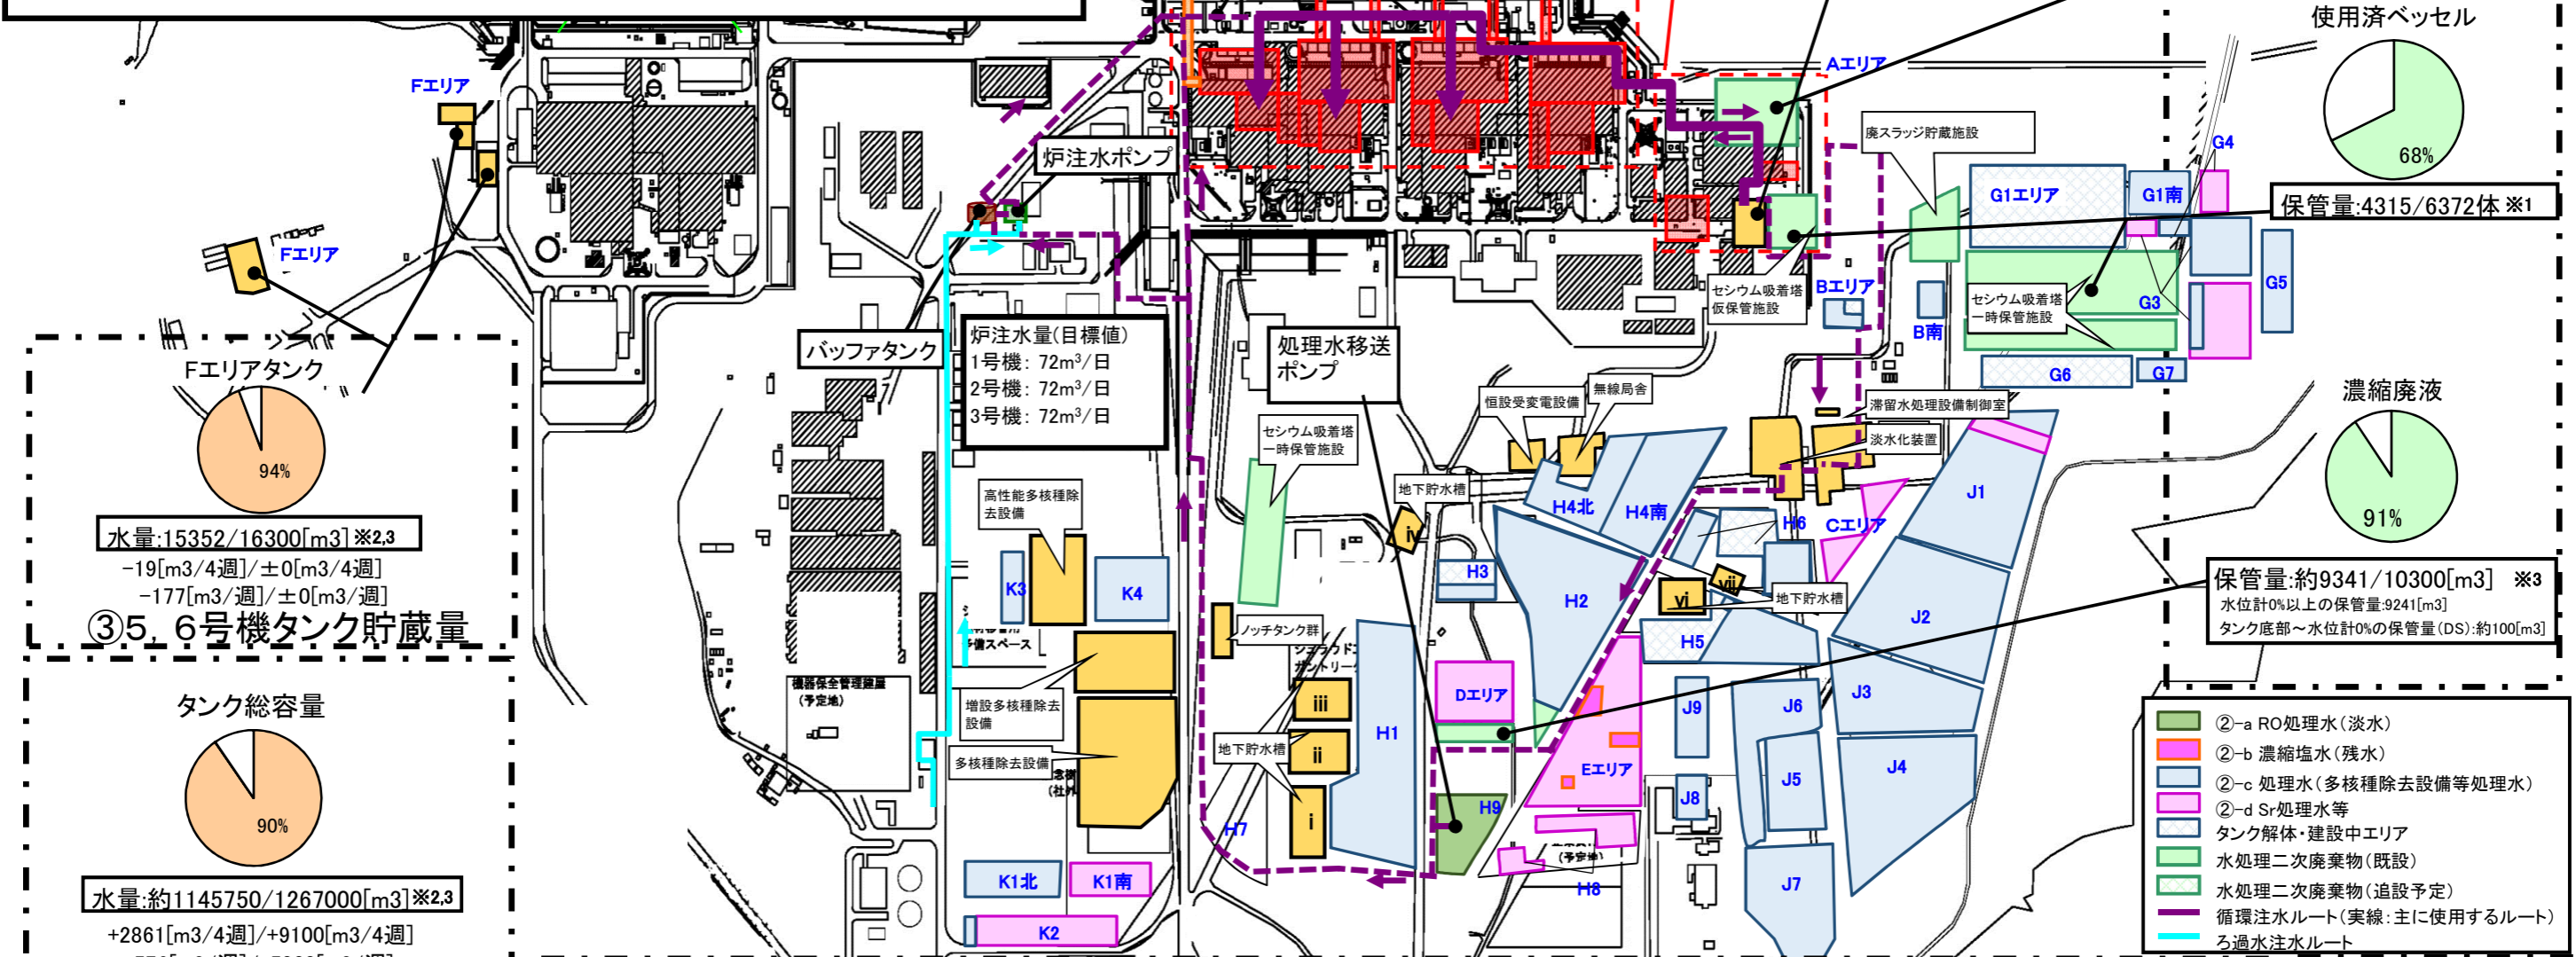 使用済ベッセル
68%
保管量:4315/6372体 ※1
Fエリア
Fエリア
Aエリア
廃スラッジ貯蔵施設
G4
G1エリア
G1南
炉注水ポンプ
セシウム吸着塔
仮保管施設
Bエリア
B南
セシウム吸着塔
一時保管施設
G3
G5
G6
G7
バッファタンク
炉注水量(目標値)
1号機: 72m³/日
2号機: 72m³/日
3号機: 72m³/日
処理水移送
ポンプ
Fエリアタンク
94%
水量:15352/16300[m3]※2,3
-19[m3/4週]/±0[m3/4週]
-177[m3/週]/±0[m3/週]
③5, 6号機タンク貯蔵量
恒設受変電設備
無線局舎
滞留水処理設備制御室
淡水化装置
セシウム吸着塔
一時保管施設
高性能多核種除
去設備
地下貯水槽
iv
H4北
H4南
H6
Cエリア
J1
濃縮廃液
91%
保管量:約9341/10300[m3] ※3
水位計0%以上の保管量:9241[m3]
タンク底部~水位計0%の保管量(DS):約100[m3]
K3
K4
H3
H2
vi
vii
地下貯水槽
H5
J2
ノッチタンク群
機器保全管理建屋
(予定地)
増設多核種除去
設備
多核種除去設備
iii
ii
i
地下貯水槽
H1
Dエリア
Eエリア
J9
J6
J3
J5
J4
J8
J7
H9
H7
H8
(予定地)
K1北
K1南
K2
タンク総容量
90%
水量:約1145750/1267000[m3]※2,3
+2861[m3/4週]/+9100[m3/4週]
②-a RO処理水(淡水)
②-b 濃縮塩水(残水)
②-c 処理水(多核種除去設備等処理水)
②-d Sr処理水等
タンク解体・建設中エリア
水処理二次廃棄物(既設)
水処理二次廃棄物(追設予定)
循環注水ルート(実線:主に使用するルート)
ろ過水注水ルート